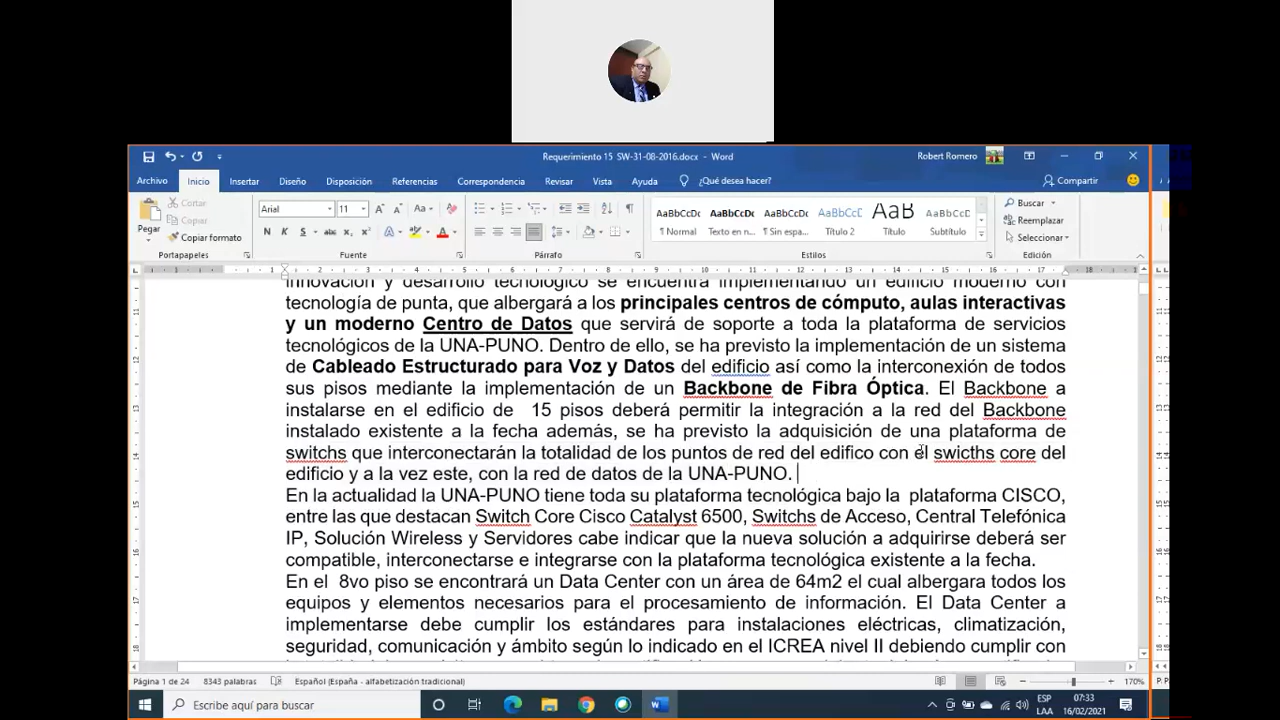 Requerimiento 15 SW-31-08-2016.docx - Word
Robert Romero
Archivo Inicio Insertar Diseño Disposición Referencias Correspondencia Revisar Vista Ayuda ¿Qué desea hacer? Compartir
Pegar
Cortar
Copiar
Copiar formato
Portapapeles
Arial 11
N K S abc x₂ x²
Fuente
Párrafo
AaBbCcDc AaBbCcDc AaBbCcDc AaBbCcD AaB AaBbCcDc
¶ Normal Texto en n... ¶ Sin espa... Título 2 Título Subtítulo
Estilos
Buscar
Reemplazar
Seleccionar
Edición
innovación y desarrollo tecnológico se encuentra implementando un edificio moderno con
tecnología de punta, que albergará a los principales centros de cómputo, aulas interactivas
y un moderno Centro de Datos que servirá de soporte a toda la plataforma de servicios
tecnológicos de la UNA-PUNO. Dentro de ello, se ha previsto la implementación de un sistema
de Cableado Estructurado para Voz y Datos del edificio así como la interconexión de todos
sus pisos mediante la implementación de un Backbone de Fibra Óptica. El Backbone a
instalarse en el edificio de 15 pisos deberá permitir la integración a la red del Backbone
instalado existente a la fecha además, se ha previsto la adquisición de una plataforma de
switchs que interconectarán la totalidad de los puntos de red del edifico con el swicths core del
edificio y a la vez este, con la red de datos de la UNA-PUNO.
En la actualidad la UNA-PUNO tiene toda su plataforma tecnológica bajo la plataforma CISCO,
entre las que destacan Switch Core Cisco Catalyst 6500, Switchs de Acceso, Central Telefónica
IP, Solución Wireless y Servidores cabe indicar que la nueva solución a adquirirse deberá ser
compatible, interconectarse e integrarse con la plataforma tecnológica existente a la fecha.
En el 8vo piso se encontrará un Data Center con un área de 64m2 el cual albergara todos los
equipos y elementos necesarios para el procesamiento de información. El Data Center a
implementarse debe cumplir los estándares para instalaciones eléctricas, climatización,
seguridad, comunicación y ámbito según lo indicado en el ICREA nivel II debiendo cumplir con
Página 1 de 24 8343 palabras Español (España - alfabetización tradicional) 170%
Escribe aquí para buscar
ESP
LAA
07:33
16/02/2021